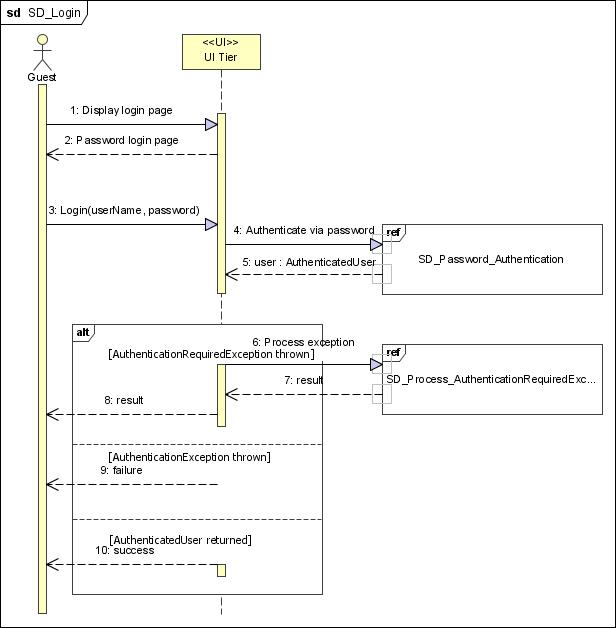 sd SD_Login
<<UI>>
UI Tier
Guest
1: Display login page
2: Password login page
3: Login(userName, password)
4: Authenticate via password
ref
5: user : AuthenticatedUser
SD_Password_Authentication
alt
6: Process exception
[AuthenticationRequiredException thrown]
ref
7: result
SD_Process_AuthenticationRequiredExc...
8: result
[AuthenticationException thrown]
9: failure
[AuthenticatedUser returned]
10: success